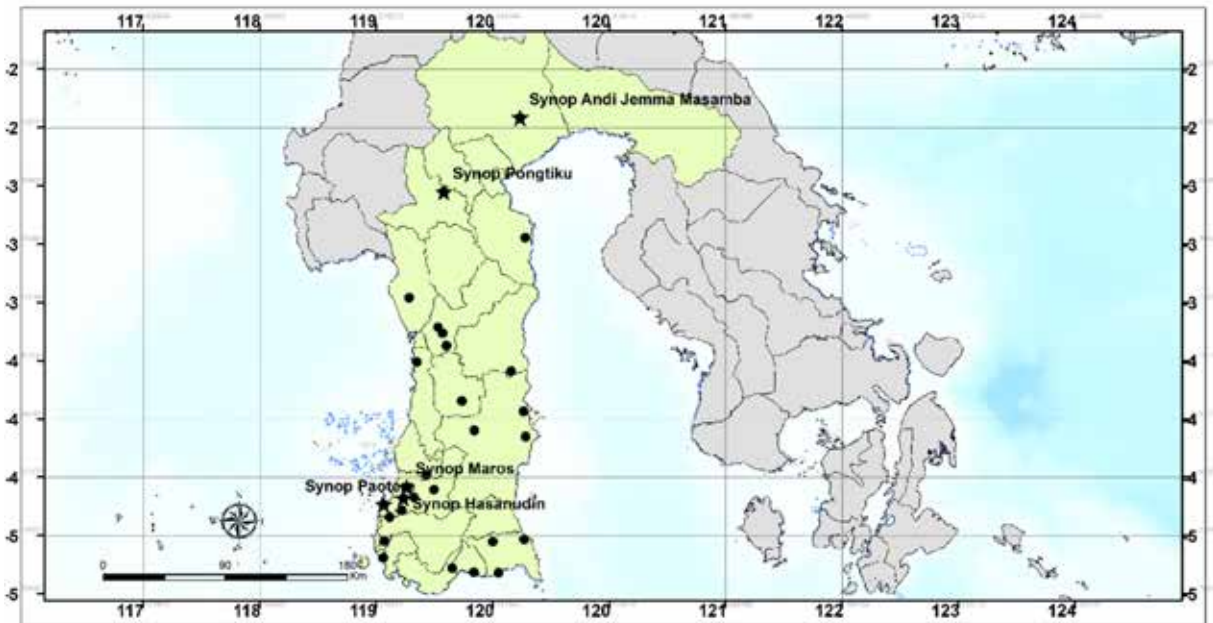 117 118 119 120 120 121 122 123 124
-2 -2
Synop Andi Jemma Masamba
-2 -2
Synop Pongtiku
-3 -3
-3 -3
-3 -3
-4 -4
-4 -4
Synop Maros
-4 -4
Synop Paote
Synop Hasanudin
-5 -5
0 90 180
Km
-5 -5
117 118 119 120 120 121 122 123 124